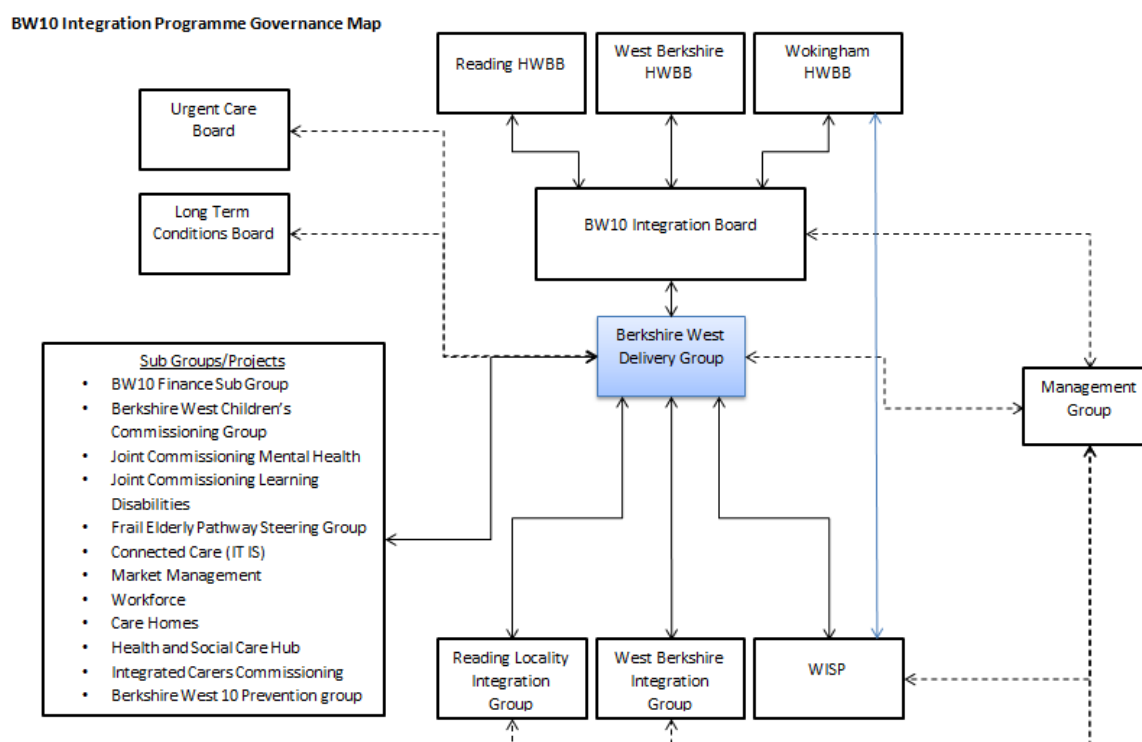 BW10 Integration Programme Governance Map
Reading HWBB
West Berkshire
HWBB
Wokingham
HWBB
Urgent Care
Board
Long Term
Conditions Board
BW10 Integration Board
Berkshire West
Delivery Group
Management
Group
Sub Groups/Projects
• BW10 Finance Sub Group
• Berkshire West Children's
Commissioning Group
• Joint Commissioning Mental Health
• Joint Commissioning Learning
Disabilities
• Frail Elderly Pathway Steering Group
• Connected Care (IT IS)
• Market Management
• Workforce
• Care Homes
• Health and Social Care Hub
• Integrated Carers Commissioning
• Berkshire West 10 Prevention group
Reading Locality
Integration
Group
West Berkshire
Integration
Group
WISP